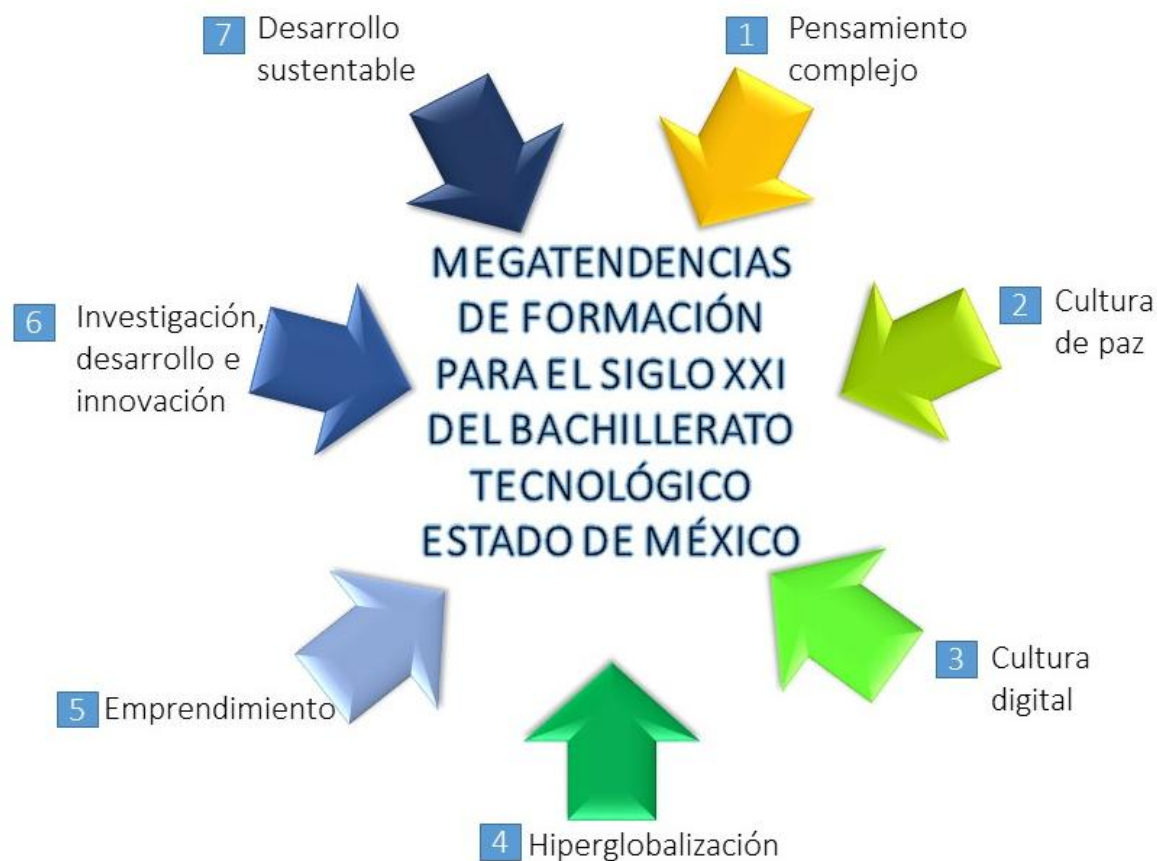 MEGATENDENCIAS
DE FORMACIÓN
PARA EL SIGLO XXI
DEL BACHILLERATO
TECNOLÓGICO
ESTADO DE MÉXICO
1 Pensamiento
complejo
2 Cultura
de paz
3 Cultura
digital
4 Hiperglobalización
5 Emprendimiento
6 Investigación,
desarrollo e
innovación
7 Desarrollo
sustentable